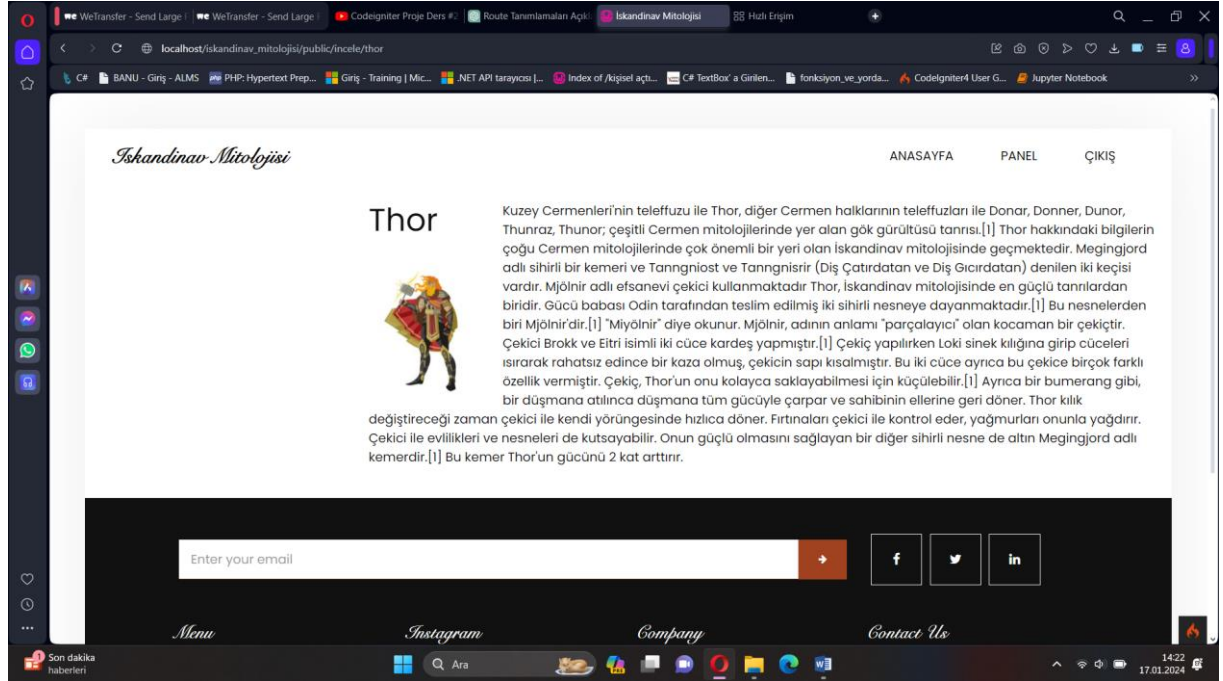 WeTransfer - Send Large F
WeTransfer - Send Large F
Codeigniter Proje Ders #2
Route Tanımlamaları Açıkl
İskandinav Mitolojisi
Hızlı Erişim
localhost/iskandinav_mitolojisi/public/incele/thor
C#
BANU - Giriş - ALMS
PHP: Hypertext Prep...
Giriş - Training | Mic...
.NET API tarayıcısı |...
Index of /kişisel açtı...
C# TextBox' a Girilen...
fonksiyon_ve_yorda...
CodeIgniter4 User G...
Jupyter Notebook
Iskandinav Mitolojisi
ANASAYFA PANEL ÇIKIŞ
Thor
Kuzey Cermenleri'nin teleffuzu ile Thor, diğer Cermen halklarının teleffuzları ile Donar, Donner, Dunor,
Thunraz, Thunor; çeşitli Cermen mitolojilerinde yer alan gök gürültüsü tanrısı.[1] Thor hakkındaki bilgilerin
çoğu Cermen mitolojilerinde çok önemli bir yeri olan İskandinav mitolojisinde geçmektedir. Megingjord
adlı sihirli bir kemeri ve Tanngniost ve Tanngnisrir (Diş Çatırdatan ve Diş Gıcırdatan) denilen iki keçisi
vardır. Mjölnir adlı efsanevi çekici kullanmaktadır Thor, İskandinav mitolojisinde en güçlü tanrılardan
biridir. Gücü babası Odin tarafından teslim edilmiş iki sihirli nesneye dayanmaktadır.[1] Bu nesnelerden
biri Mjölnir'dir.[1] "Miyölnir" diye okunur. Mjölnir, adının anlamı "parçalayıcı" olan kocaman bir çekiçtir.
Çekici Brokk ve Eitri isimli iki cüce kardeş yapmıştır.[1] Çekiç yapılırken Loki sinek kılığına girip cüceleri
ısırarak rahatsız edince bir kaza olmuş, çekicin sapı kısalmıştır. Bu iki cüce ayrıca bu çekice birçok farklı
özellik vermiştir. Çekiç, Thor'un onu kolayca saklayabilmesi için küçülebilir.[1] Ayrıca bir bumerang gibi,
bir düşmana atılınca düşmana tüm gücüyle çarpar ve sahibinin ellerine geri döner. Thor kılık
değiştireceği zaman çekici ile kendi yörüngesinde hızlıca döner. Fırtınaları çekici ile kontrol eder, yağmurları onunla yağdırır.
Çekici ile evlilikleri ve nesneleri de kutsayabilir. Onun güçlü olmasını sağlayan bir diğer sihirli nesne de altın Megingjord adlı
kemerdir.[1] Bu kemer Thor'un gücünü 2 kat arttırır.
Enter your email
Menu
Instagram
Company
Contact Us
1
Son dakika
haberleri
Ara
14:22
17.01.2024